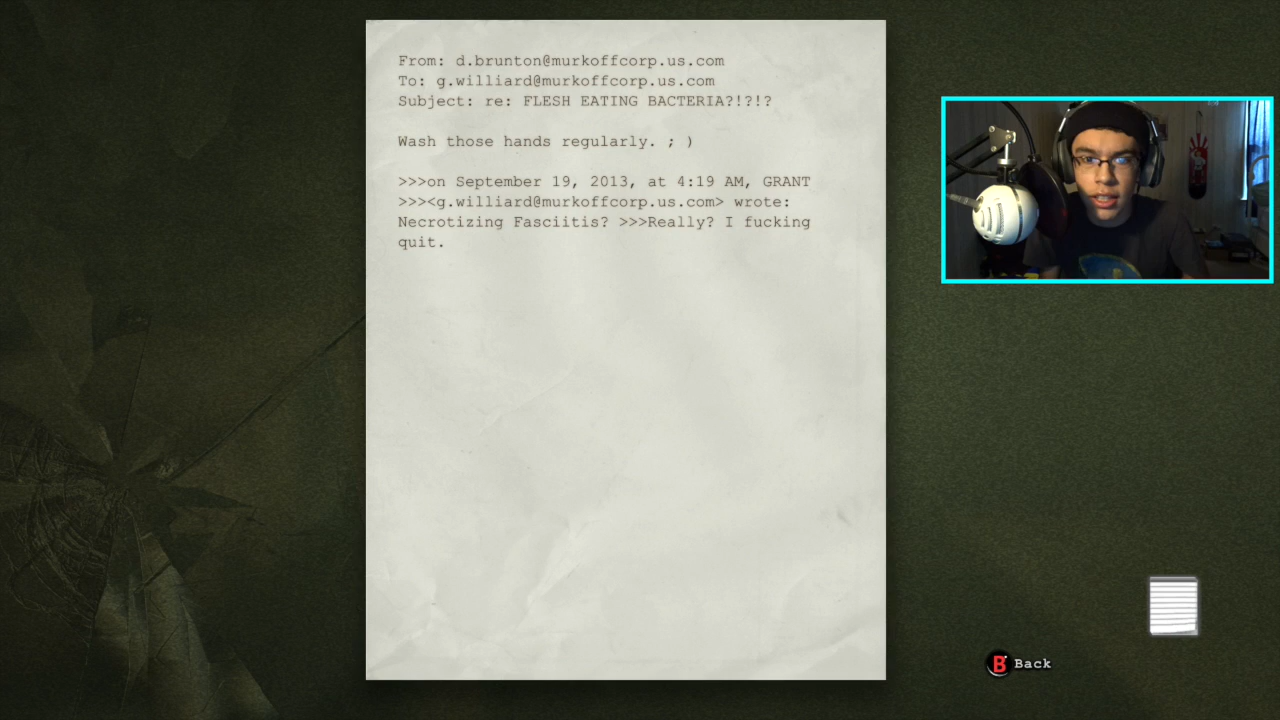 From: d.brunton@murkoffcorp.us.com
To: g.williard@murkoffcorp.us.com
Subject: re: FLESH EATING BACTERIA?!?!?
Wash those hands regularly. ; )
>>>on September 19, 2013, at 4:19 AM, GRANT
>>><g.williard@murkoffcorp.us.com> wrote:
Necrotizing Fasciitis? >>>Really? I fucking
quit.
B Back